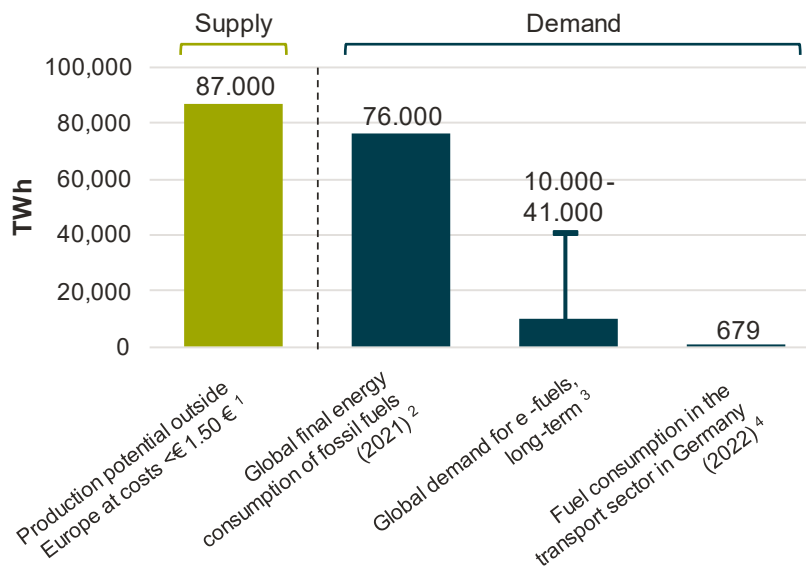 Supply
Demand
100,000
80,000
60,000
40,000
20,000
0
TWh
87.000
76.000
10.000-
41.000
679
Production potential outside
Europe at costs <€ 1.50 € 1
Global final energy
consumption of fossil fuels
(2021) 2
Global demand for e -fuels,
long-term 3
Fuel consumption in the
transport sector in Germany
(2022) 4